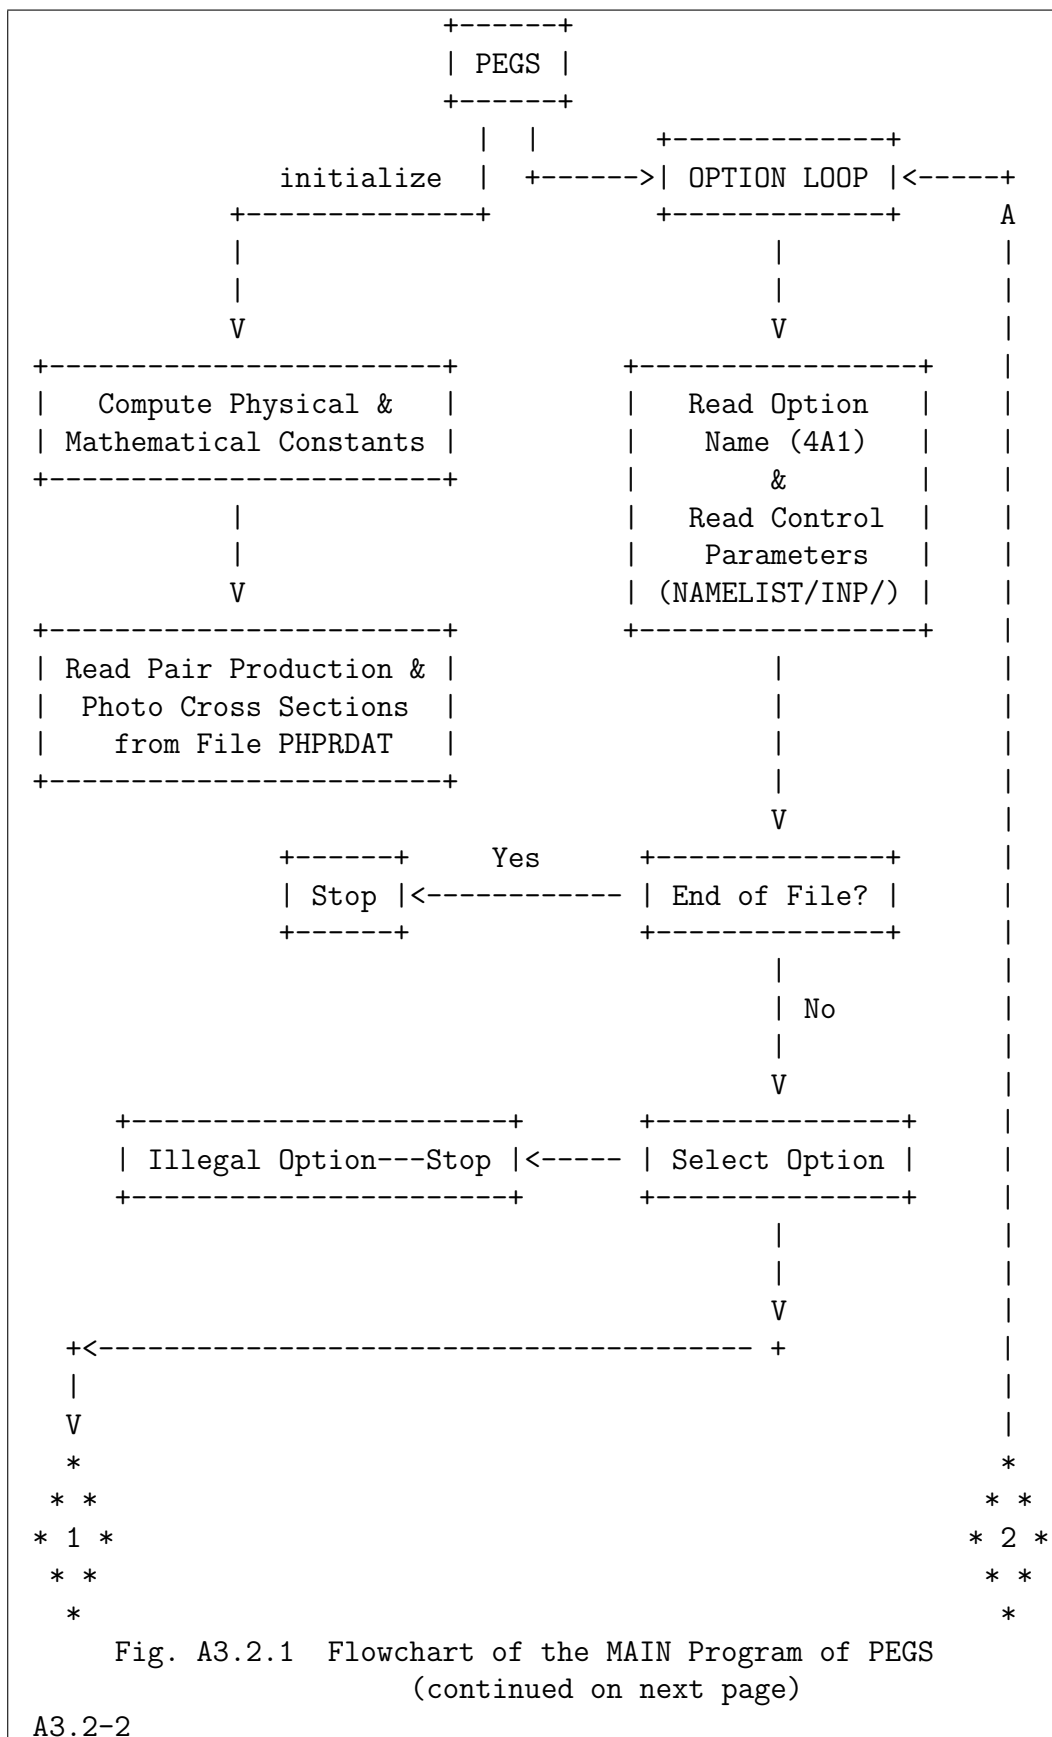 +------+
| PEGS |
+------+
| | +-------------+
initialize | +------>| OPTION LOOP |<-----+
+--------------+ +-------------+ A
| | |
| | |
V V |
+------------------------+ +-----------------+ |
| Compute Physical & | | Read Option | |
| Mathematical Constants | | Name (4A1) | |
+------------------------+ | & | |
| | Read Control | |
| | Parameters | |
V | (NAMELIST/INP/) | |
+------------------------+ +-----------------+ |
| Read Pair Production & | | |
| Photo Cross Sections | | |
| from File PHPRDAT | | |
+------------------------+ | |
V |
+------+ Yes +--------------+ |
| Stop |<------------ | End of File? | |
+------+ +--------------+ |
| |
| No |
| |
V |
+-----------------------+ +---------------+ |
| Illegal Option---Stop |<----- | Select Option | |
+-----------------------+ +---------------+ |
| |
| |
V |
+<---------------------------------------- + |
| |
V |
* *
* * * *
* 1 * * 2 *
* * * *
* *
Fig. A3.2.1 Flowchart of the MAIN Program of PEGS
(continued on next page)
A3.2-2